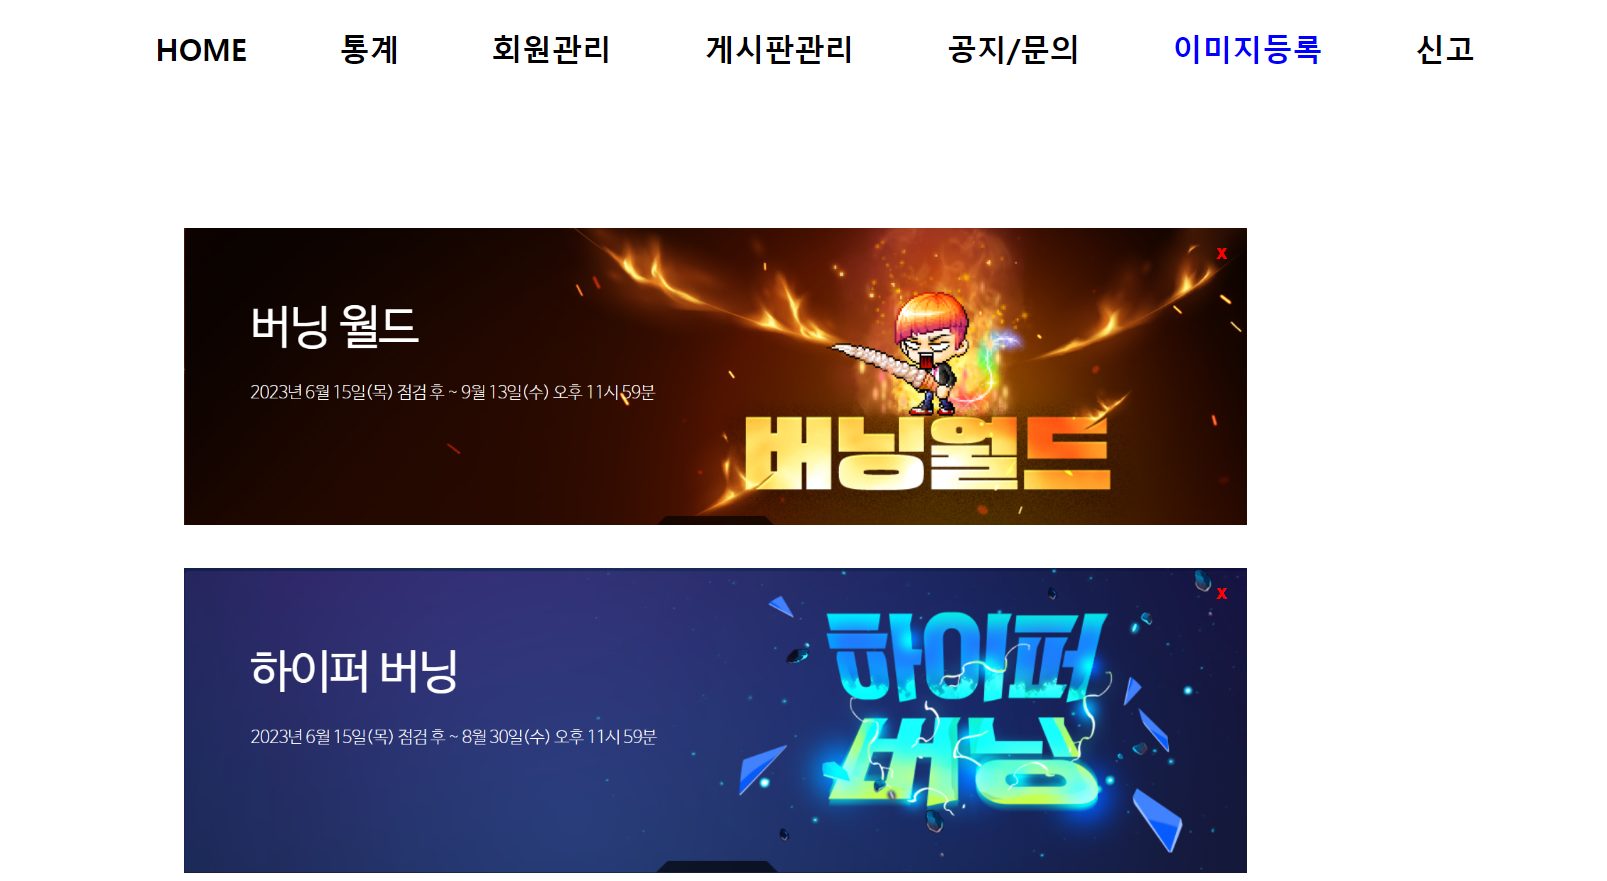 HOME 통계 회원관리 게시판관리 공지/문의 이미지등록 신고
x
버닝 월드
2023년 6월 15일(목) 점검 후 ~ 9월 13일(수) 오후 11시 59분
버닝월드
x
하이퍼 버닝
2023년 6월 15일(목) 점검 후 ~ 8월 30일(수) 오후 11시 59분
하이퍼
버닝